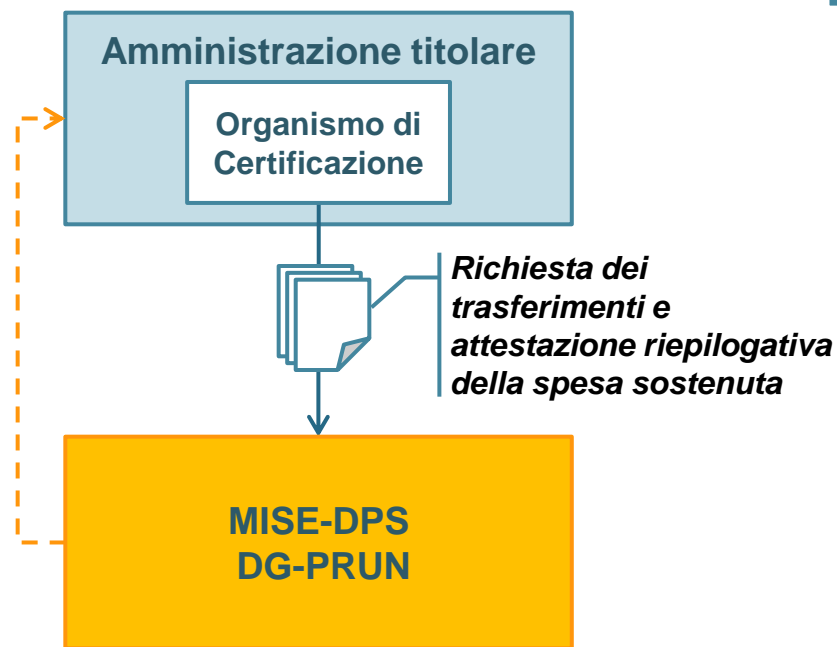 Amministrazione titolare
Organismo di
Certificazione
Richiesta dei
trasferimenti e
attestazione riepilogativa
della spesa sostenuta
MISE-DPS
DG-PRUN